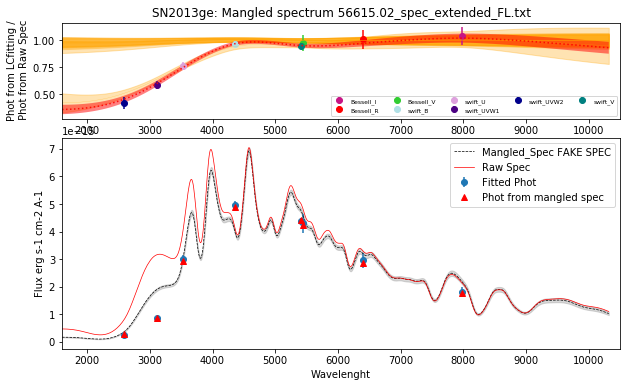 SN2013ge: Mangled spectrum 56615.02_spec_extended_FL.txt
Phot from LCfitting /
Phot from Raw Spec
1.00
0.75
0.50
Bessell_I
Bessell_R
Bessell_V
swift_B
swift_U
swift_UVW1
swift_UVW2
swift_V
2000 3000 4000 5000 6000 7000 8000 9000 10000
1e−15
Flux erg s-1 cm-2 A-1
7
6
5
4
3
2
1
0
Mangled_Spec FAKE SPEC
Raw Spec
Fitted Phot
Phot from mangled spec
2000 3000 4000 5000 6000 7000 8000 9000 10000
Wavelenght